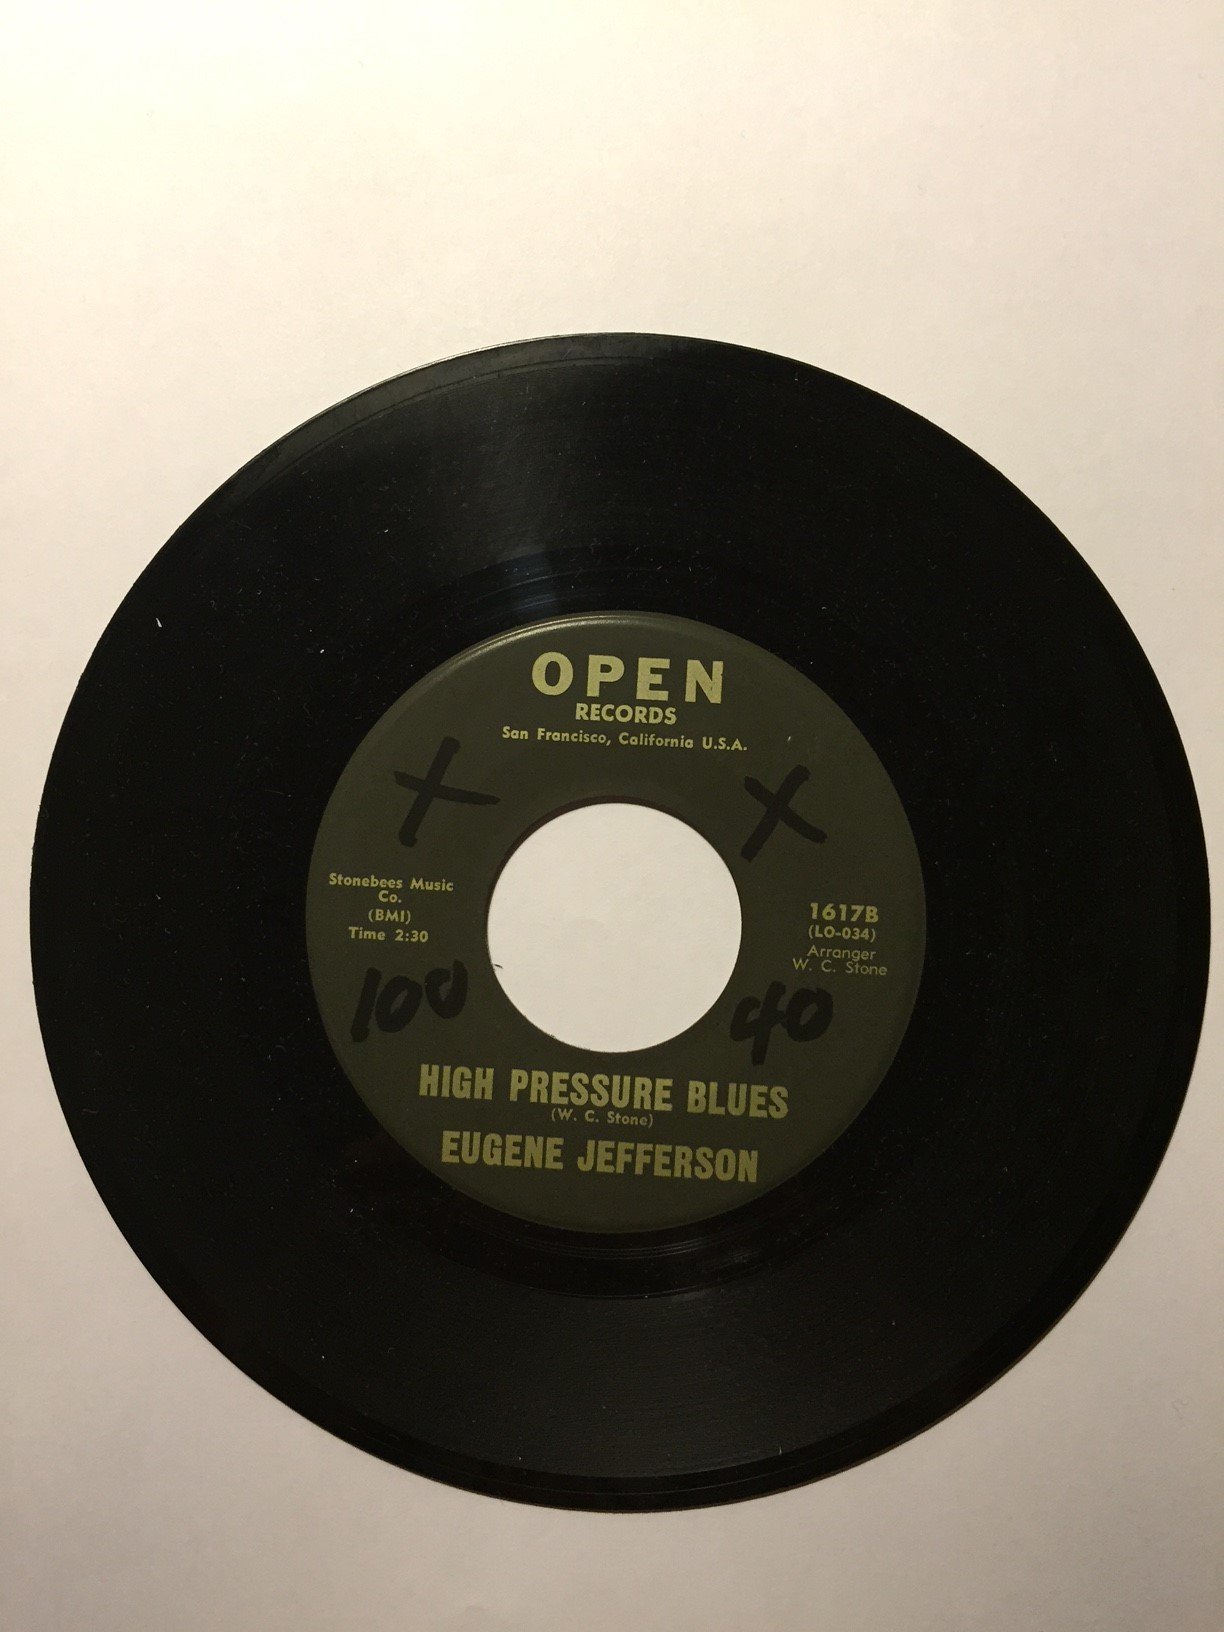 OPEN
RECORDS
San Francisco, California U.S.A.
X X
Stonebees Music
Co.
(BMI)
Time 2:30
1617B
(LO-034)
Arranger
W. C. Stone
100
40
HIGH PRESSURE BLUES
(W. C. Stone)
EUGENE JEFFERSON